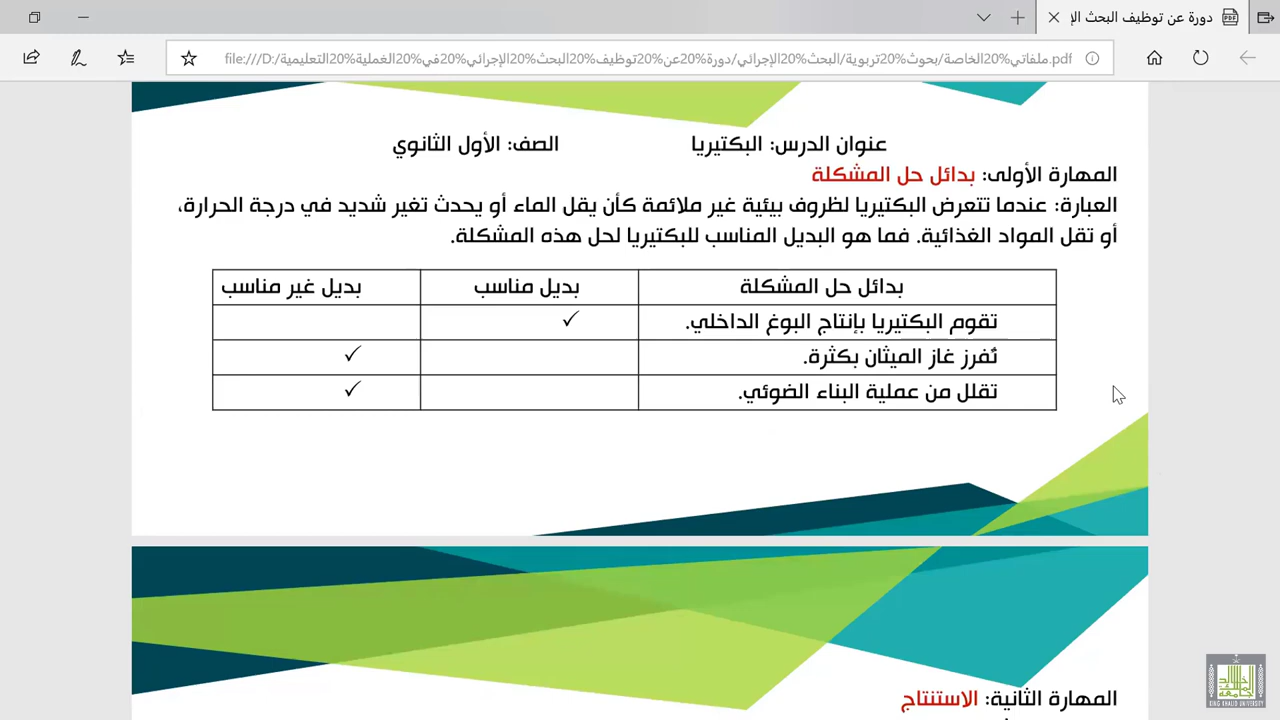 دورة عن توظيف البحث الإ
file:///D:/ملفاتي%20الخاصة/بحوث%20تربوية/البحث%20الإجرائي/دورة%20عن%20توظيف%20البحث%20الإجرائي%20في%20الغملية%20التعليمية.pdf
عنوان الدرس: البكتيريا الصف: الأول الثانوي
المهارة الأولى: بدائل حل المشكلة
العبارة: عندما تتعرض البكتيريا لظروف بيئية غير ملائمة كأن يقل الماء أو يحدث تغير شديد في درجة الحرارة،
أو تقل المواد الغذائية. فما هو البديل المناسب للبكتيريا لحل هذه المشكلة.
بدائل حل المشكلة بديل مناسب بديل غير مناسب
تقوم البكتيريا بإنتاج البوغ الداخلي. ✓
تُفرز غاز الميثان بكثرة. ✓
تقلل من عملية البناء الضوئي. ✓
المهارة الثانية: الاستنتاج
KING KHALID UNIVERSITY